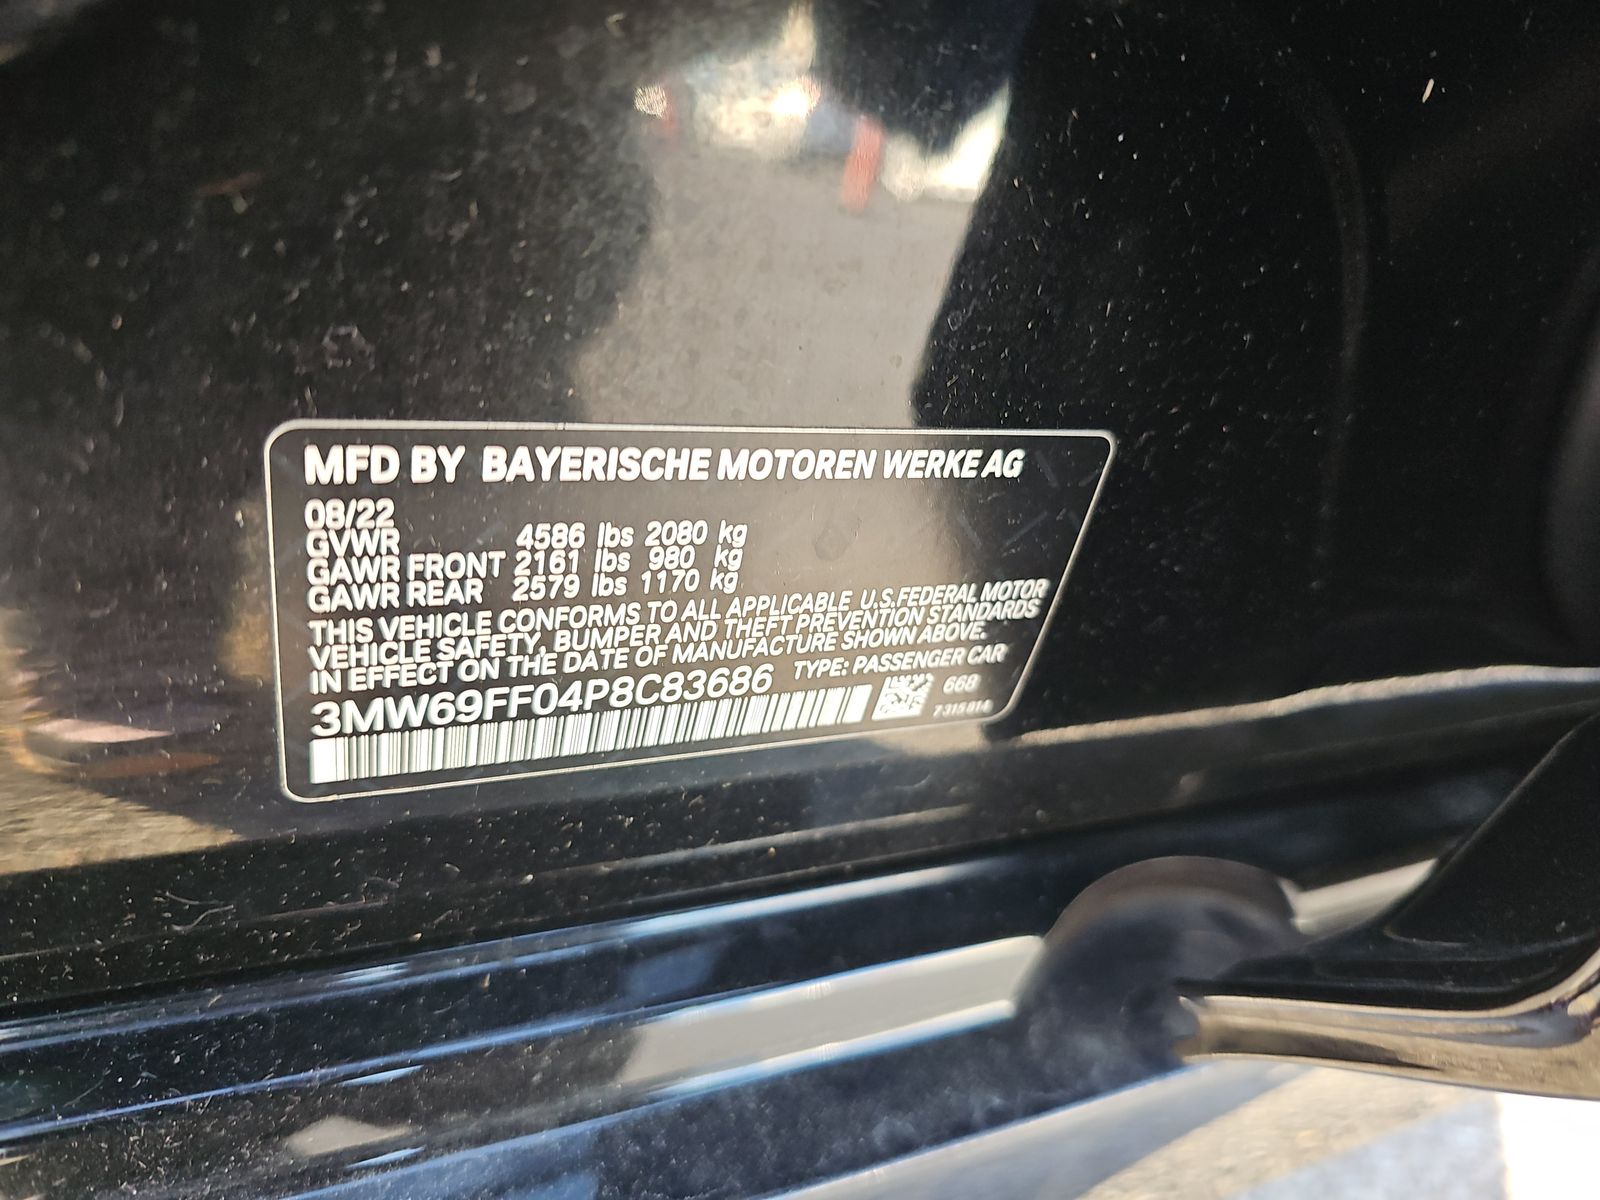 MFD BY BAYERISCHE MOTOREN WERKE AG
08/22
GVWR 4586 lbs 2080 kg
GAWR FRONT 2161 lbs 980 kg
GAWR REAR 2579 lbs 1170 kg
THIS VEHICLE CONFORMS TO ALL APPLICABLE U.S.FEDERAL MOTOR
VEHICLE SAFETY, BUMPER AND THEFT PREVENTION STANDARDS
IN EFFECT ON THE DATE OF MANUFACTURE SHOWN ABOVE.
3MW69FF04P8C83686 TYPE: PASSENGER CAR
668
7315814